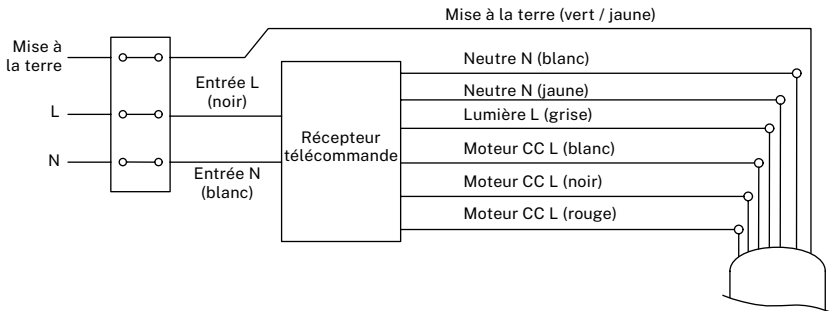 Mise à la terre (vert / jaune)
Mise à
la terre
L
N
Entrée L
(noir)
Entrée N
(blanc)
Récepteur
télécommande
Neutre N (blanc)
Neutre N (jaune)
Lumière L (grise)
Moteur CC L (blanc)
Moteur CC L (noir)
Moteur CC L (rouge)